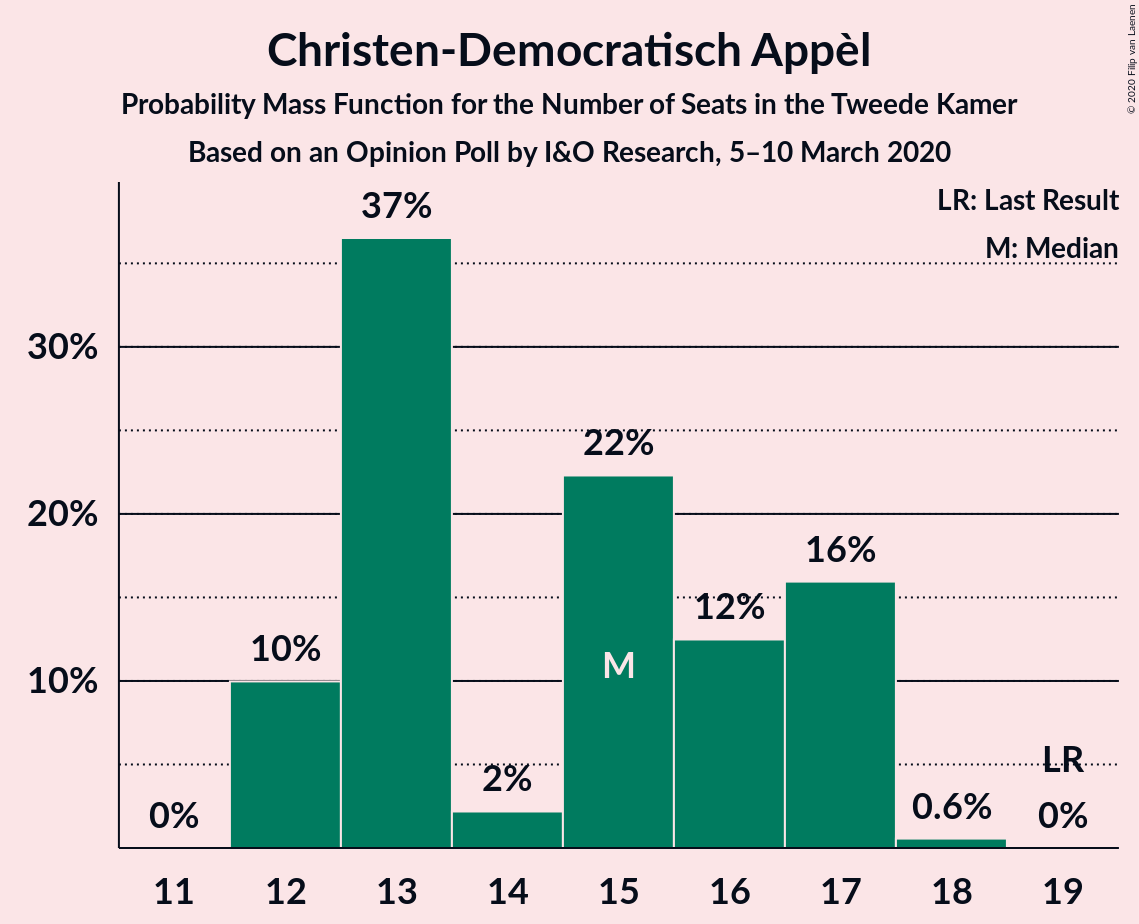 Christen-Democratisch Appèl
Probability Mass Function for the Number of Seats in the Tweede Kamer
Based on an Opinion Poll by I&O Research, 5–10 March 2020
© 2020 Filip van Laenen
LR: Last Result
M: Median
37%
30%
22%
20%
16%
12%
10%
M
10%
LR
2%
0%
0.6%
0%
11 12 13 14 15 16 17 18 19